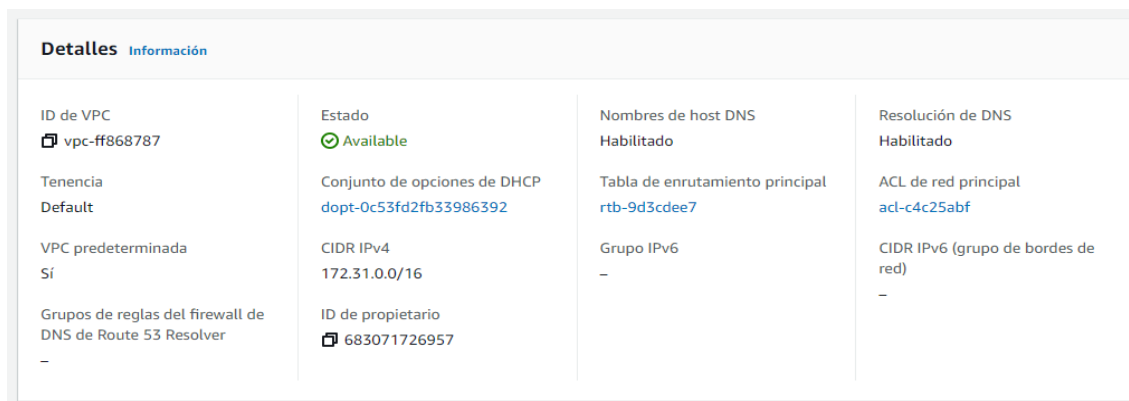 Detalles Información
ID de VPC
vpc-ff868787
Estado
Available
Nombres de host DNS
Habilitado
Resolución de DNS
Habilitado
Tenencia
Default
Conjunto de opciones de DHCP
dopt-0c53fd2fb33986392
Tabla de enrutamiento principal
rtb-9d3cdee7
ACL de red principal
acl-c4c25abf
VPC predeterminada
Sí
CIDR IPv4
172.31.0.0/16
Grupo IPv6
–
CIDR IPv6 (grupo de bordes de
red)
–
Grupos de reglas del firewall de
DNS de Route 53 Resolver
–
ID de propietario
683071726957